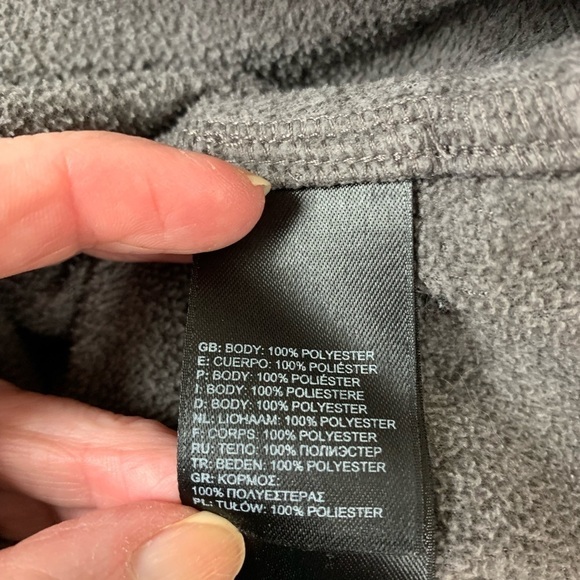 GB: BODY: 100% POLYESTER
E: CUERPO: 100% POLIÉSTER
P: BODY: 100% POLIÉSTER
I: BODY: 100% POLIESTERE
D: BODY: 100% POLYESTER
NL: LIOHAAM: 100% POLYESTER
F: CORPS: 100% POLYESTER
RU: ТЕЛО: 100% ПОЛИЭСТЕР
TR: BEDEN: 100% POLYESTER
GR: ΚΟΡΜΟΣ:
100% ΠΟΛΥΕΣΤΕΡΑΣ
PL: TUŁÓW: 100% POLIESTER